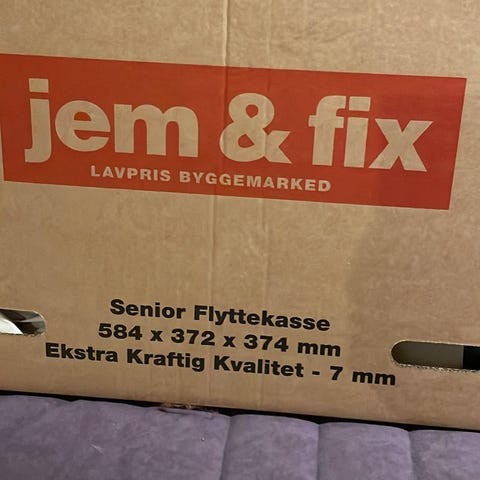 jem & fix
LAVPRIS BYGGEMARKED
Senior Flyttekasse
584 x 372 x 374 mm
Ekstra Kraftig Kvalitet - 7 mm